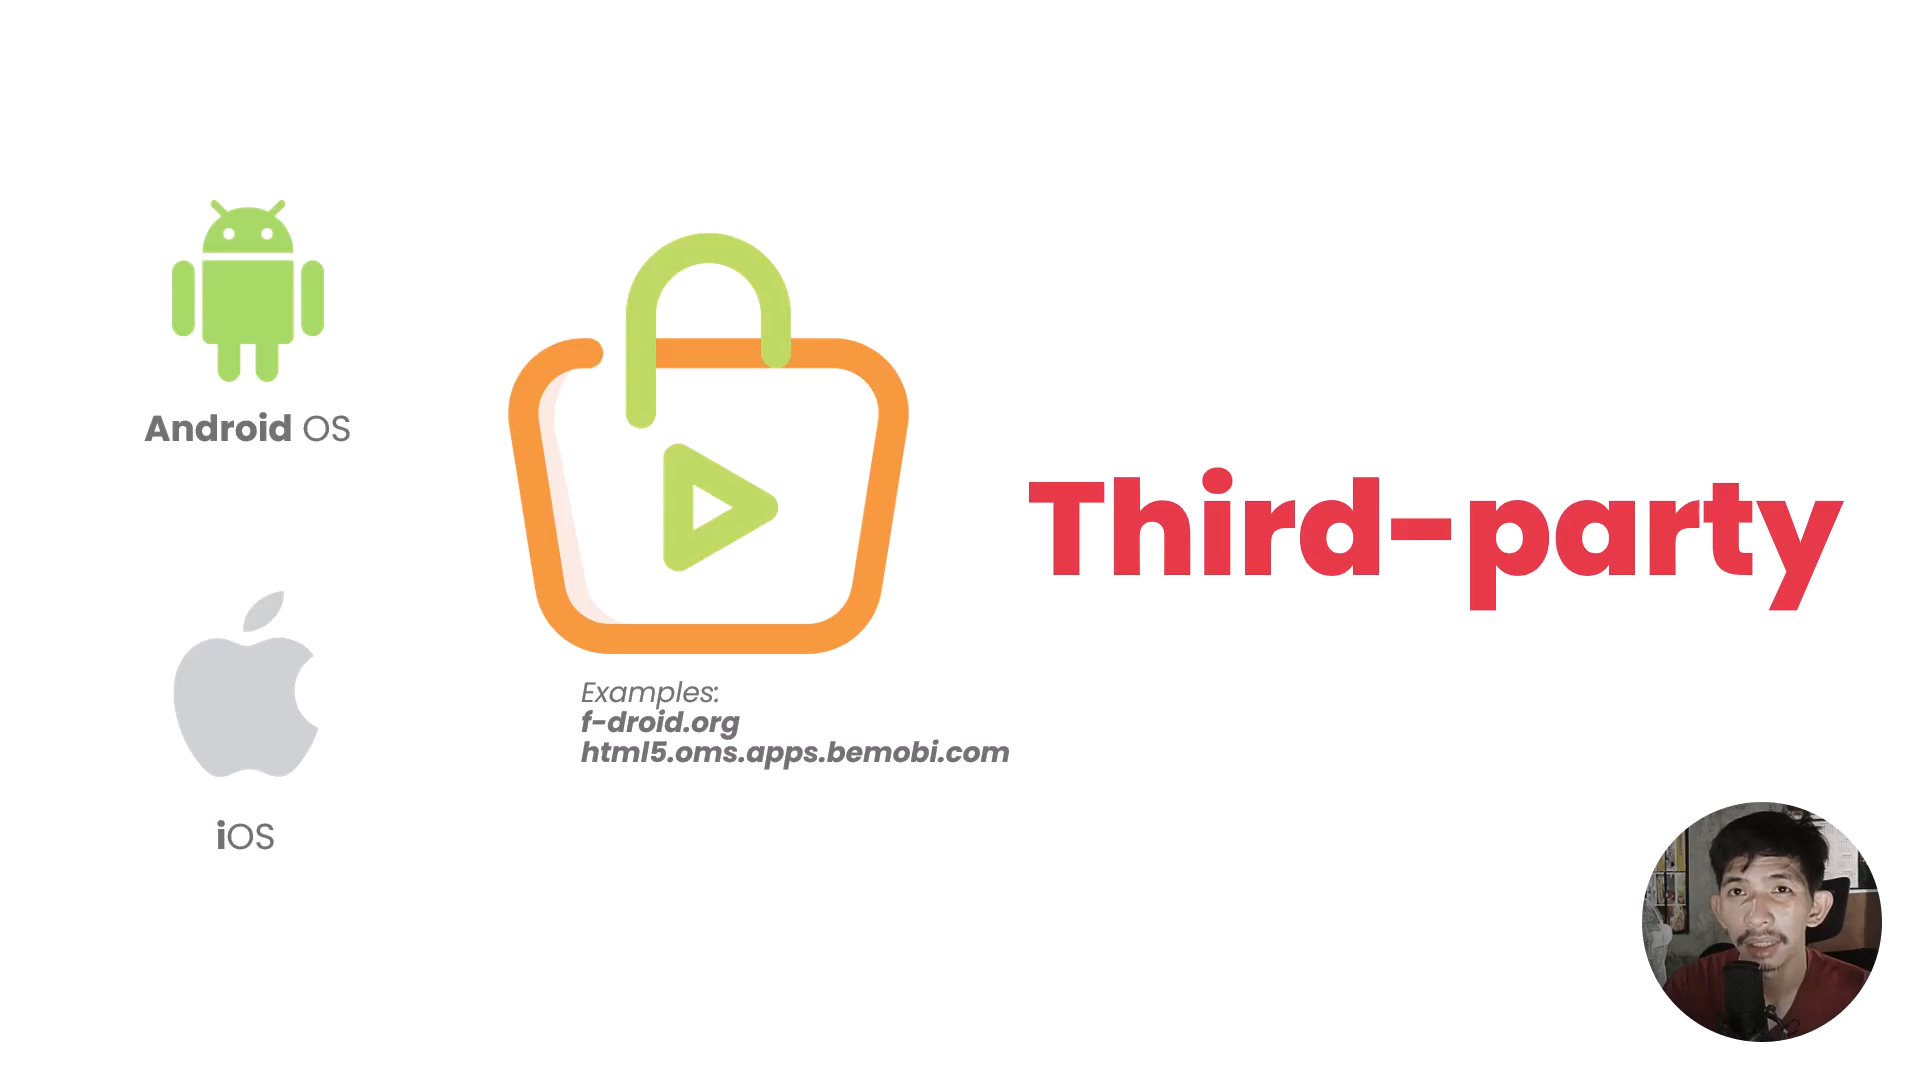 Android OS
iOS
Examples:
f-droid.org
html5.oms.apps.bemobi.com
Third-party